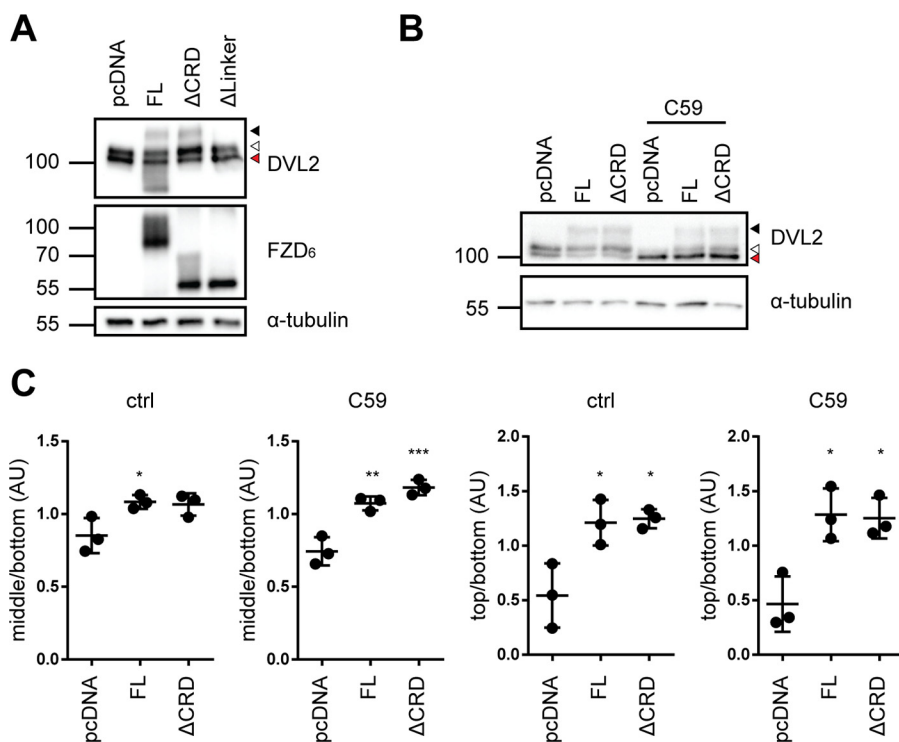 A
pcDNA
FL
ΔCRD
ΔLinker
100
DVL2
100
70
55
FZD₆
55
α-tubulin
B
C59
pcDNA
FL
ΔCRD
pcDNA
FL
ΔCRD
100
DVL2
55
α-tubulin
C
ctrl
middle/bottom (AU)
1.5
1.0
0.5
0.0
*
pcDNA
FL
ΔCRD
C59
middle/bottom (AU)
1.5
1.0
0.5
0.0
**
***
pcDNA
FL
ΔCRD
ctrl
top/bottom (AU)
2.0
1.5
1.0
0.5
0.0
*
*
pcDNA
FL
ΔCRD
C59
top/bottom (AU)
2.0
1.5
1.0
0.5
0.0
*
*
pcDNA
FL
ΔCRD